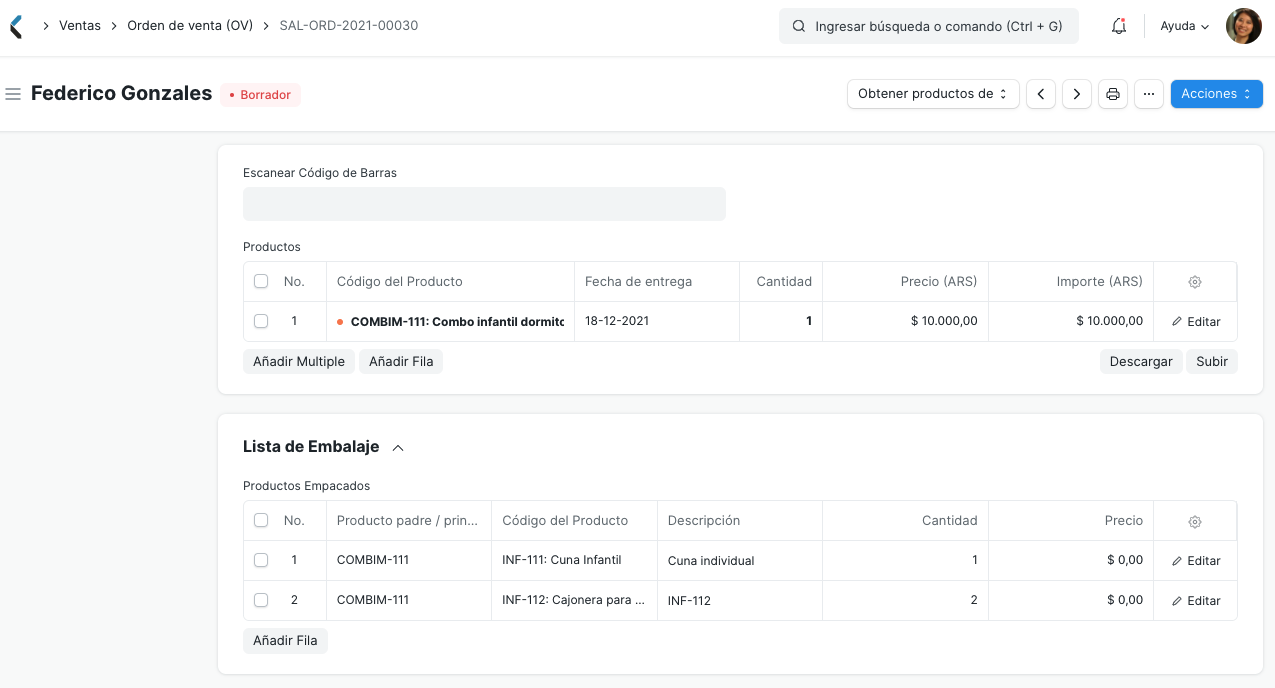 Ventas Orden de venta (OV) SAL-ORD-2021-00030 Ingresar búsqueda o comando (Ctrl + G) Ayuda
Federico Gonzales • Borrador Obtener productos de ··· Acciones
Escanear Código de Barras
Productos
No. Código del Producto Fecha de entrega Cantidad Precio (ARS) Importe (ARS)
1 COMBIM-111: Combo infantil dormito 18-12-2021 1 $ 10.000,00 $ 10.000,00 Editar
Añadir Multiple Añadir Fila Descargar Subir
Lista de Embalaje
Productos Empacados
No. Producto padre / prin... Código del Producto Descripción Cantidad Precio
1 COMBIM-111 INF-111: Cuna Infantil Cuna individual 1 $ 0,00 Editar
2 COMBIM-111 INF-112: Cajonera para ... INF-112 2 $ 0,00 Editar
Añadir Fila